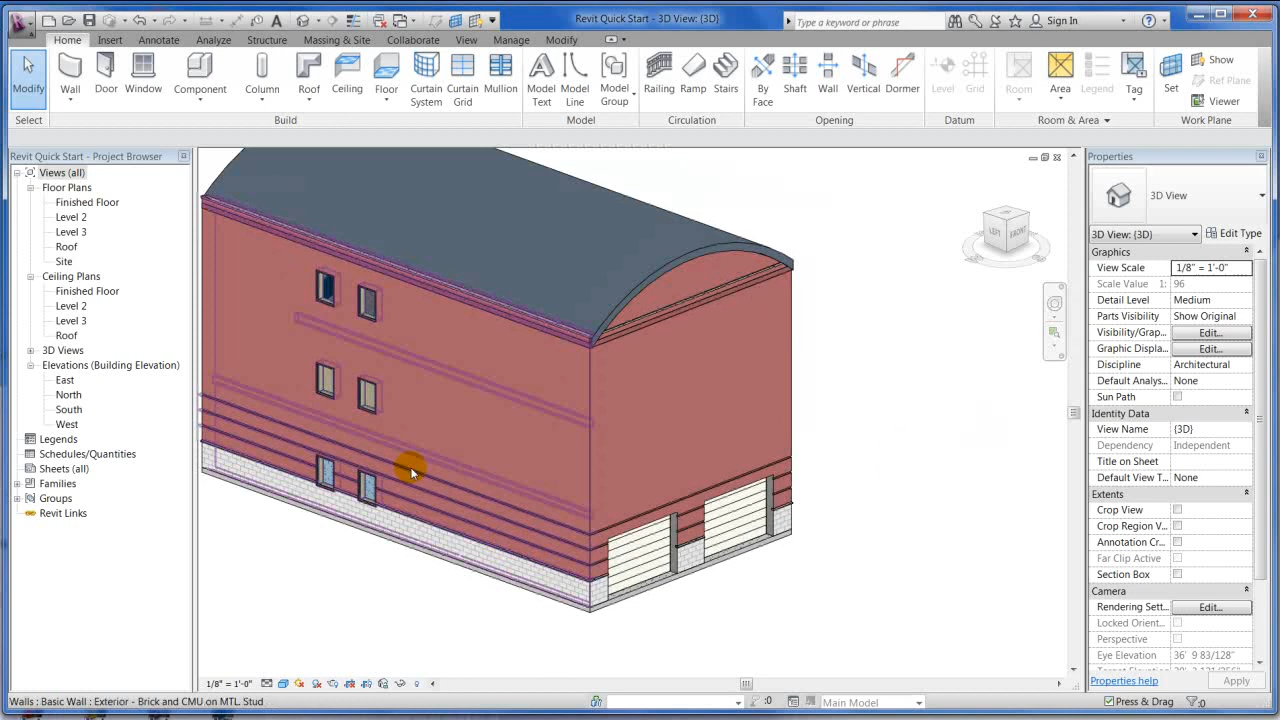 Revit Quick Start - 3D View: {3D}
Type a keyword or phrase
Sign In
Home Insert Annotate Analyze Structure Massing & Site Collaborate View Manage Modify
Modify Wall Door Window Component Column Roof Ceiling Floor Curtain System Curtain Grid Mullion Model Text Model Line Model Group Railing Ramp Stairs By Face Shaft Wall Vertical Dormer Level Grid Room Area Legend Tag Set Show
Ref Plane
Viewer
Select Build Model Circulation Opening Datum Room & Area Work Plane
Revit Quick Start - Project Browser
Views (all)
Floor Plans
Finished Floor
Level 2
Level 3
Roof
Site
Ceiling Plans
Finished Floor
Level 2
Level 3
Roof
3D Views
Elevations (Building Elevation)
East
North
South
West
Legends
Schedules/Quantities
Sheets (all)
Families
Groups
Revit Links
LEFT FRONT
Properties
3D View
3D View: {3D} Edit Type
Graphics
View Scale 1/8" = 1'-0"
Scale Value 1: 96
Detail Level Medium
Parts Visibility Show Original
Visibility/Grap... Edit...
Graphic Displa... Edit...
Discipline Architectural
Default Analys... None
Sun Path
Identity Data
View Name {3D}
Dependency Independent
Title on Sheet
Default View T... None
Extents
Crop View
Crop Region V...
Annotation Cr...
Far Clip Active
Section Box
Camera
Rendering Sett... Edit...
Locked Orient...
Perspective
Eye Elevation 36' 9 83/128"
Properties help Apply
1/8" = 1'-0"
Walls : Basic Wall : Exterior - Brick and CMU on MTL Stud
:0
Main Model
Press & Drag
:0